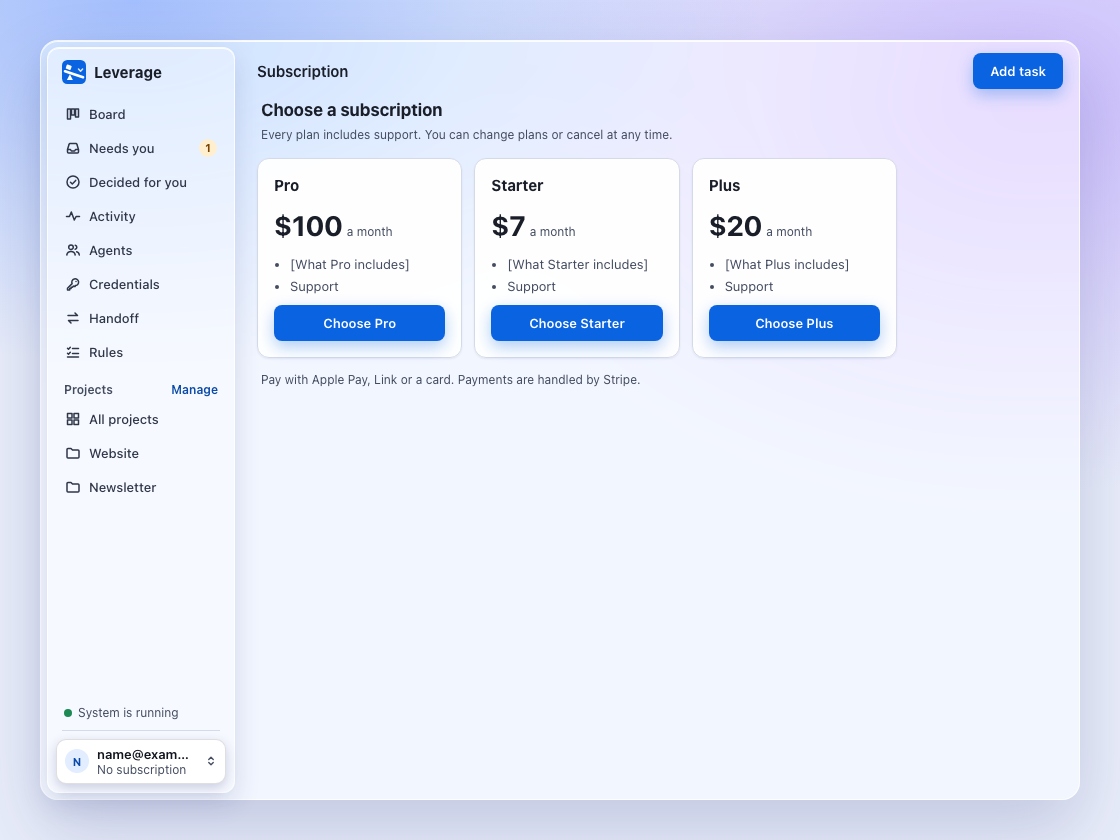 Leverage
Board
Needs you 1
Decided for you
Activity
Agents
Credentials
Handoff
Rules
Projects Manage
All projects
Website
Newsletter
System is running
N
name@exam...
No subscription
Subscription
Add task
Choose a subscription
Every plan includes support. You can change plans or cancel at any time.
Pro
$100 a month
• [What Pro includes]
• Support
Choose Pro
Starter
$7 a month
• [What Starter includes]
• Support
Choose Starter
Plus
$20 a month
• [What Plus includes]
• Support
Choose Plus
Pay with Apple Pay, Link or a card. Payments are handled by Stripe.